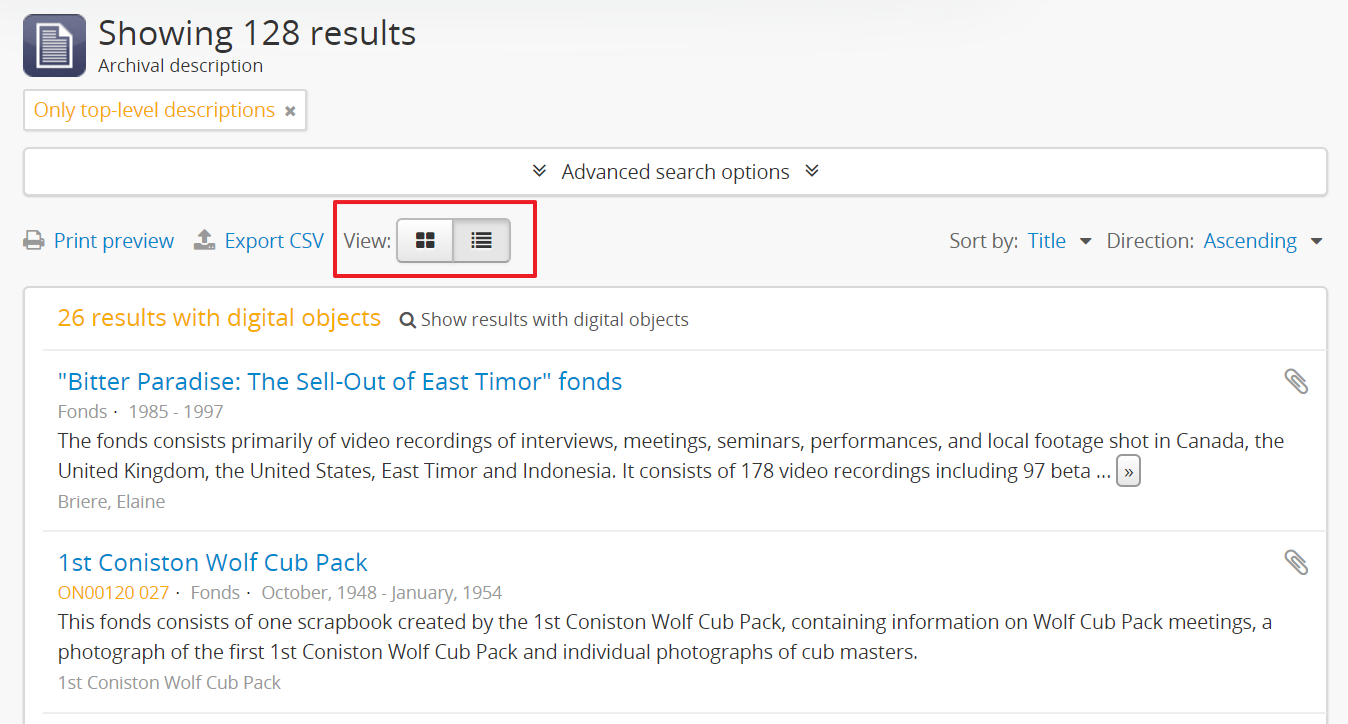 Showing 128 results
Archival description
Only top-level descriptions ×
Advanced search options
Print preview Export CSV View: Sort by: Title Direction: Ascending
26 results with digital objects Show results with digital objects
"Bitter Paradise: The Sell-Out of East Timor" fonds
Fonds · 1985 - 1997
The fonds consists primarily of video recordings of interviews, meetings, seminars, performances, and local footage shot in Canada, the
United Kingdom, the United States, East Timor and Indonesia. It consists of 178 video recordings including 97 beta ... »
Briere, Elaine
1st Coniston Wolf Cub Pack
ON00120 027 · Fonds · October, 1948 - January, 1954
This fonds consists of one scrapbook created by the 1st Coniston Wolf Cub Pack, containing information on Wolf Cub Pack meetings, a
photograph of the first 1st Coniston Wolf Cub Pack and individual photographs of cub masters.
1st Coniston Wolf Cub Pack